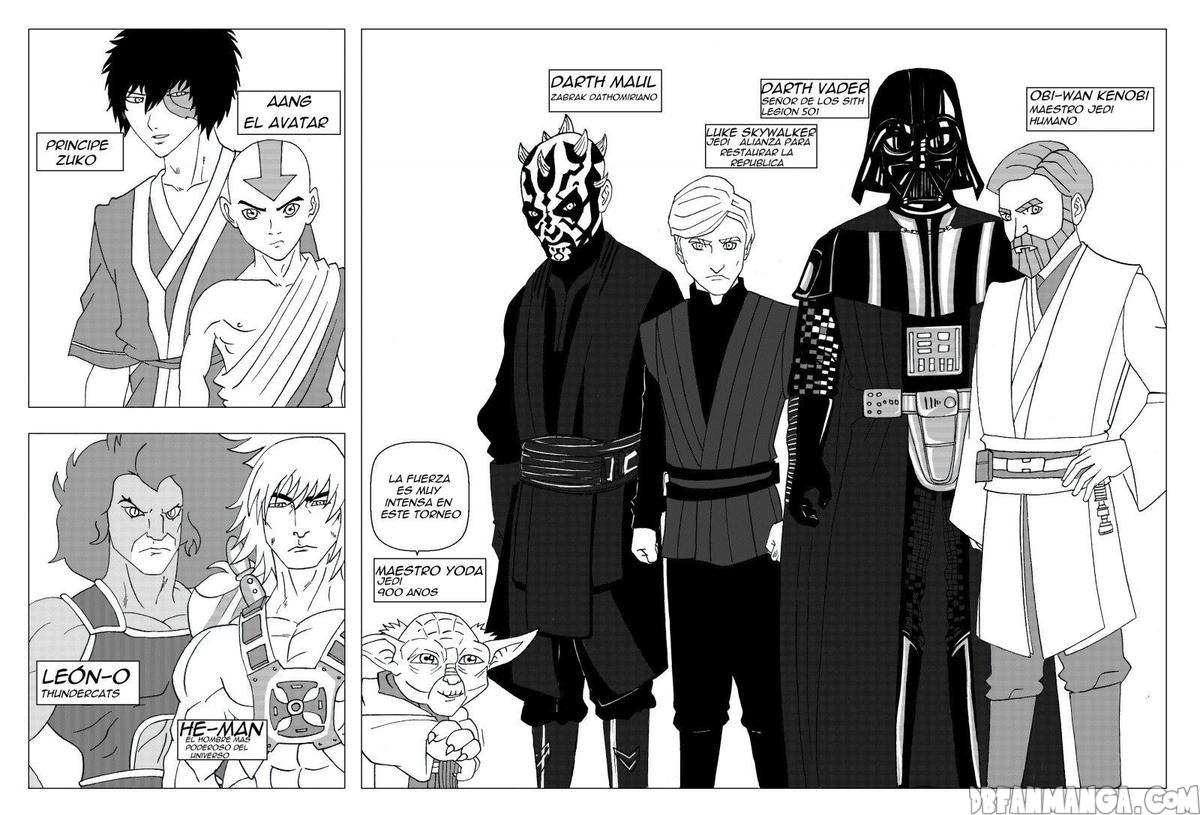 PRINCIPE
ZUKO
AANG
EL AVATAR
LEÓN-O
THUNDERCATS
HE-MAN
EL HOMBRE MAS
PODEROSO DEL
UNIVERSO
DARTH MAUL
ZABRAK DATHOMIRIANO
LUKE SKYWALKER
JEDI ALIANZA PARA
RESTAURAR LA
REPUBLICA
DARTH VADER
SEÑOR DE LOS SITH
LEGION 501
OBI-WAN KENOBI
MAESTRO JEDI
HUMANO
LA FUERZA
ES MUY
INTENSA EN
ESTE TORNEO
MAESTRO YODA
JEDI
900 AÑOS
DBFANMANGA.COM